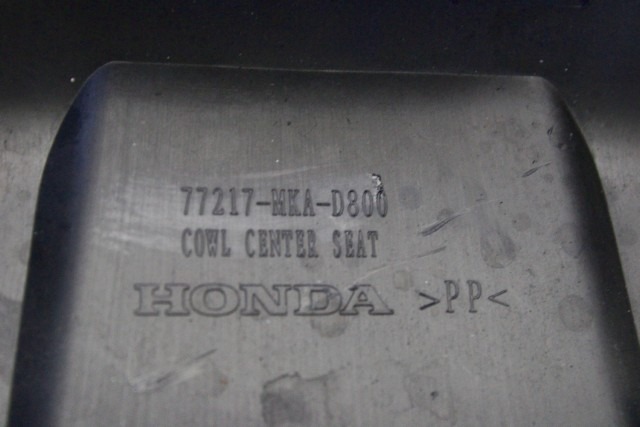 77217-MKA-D800
COWL CENTER SEAT
HONDA >PP<